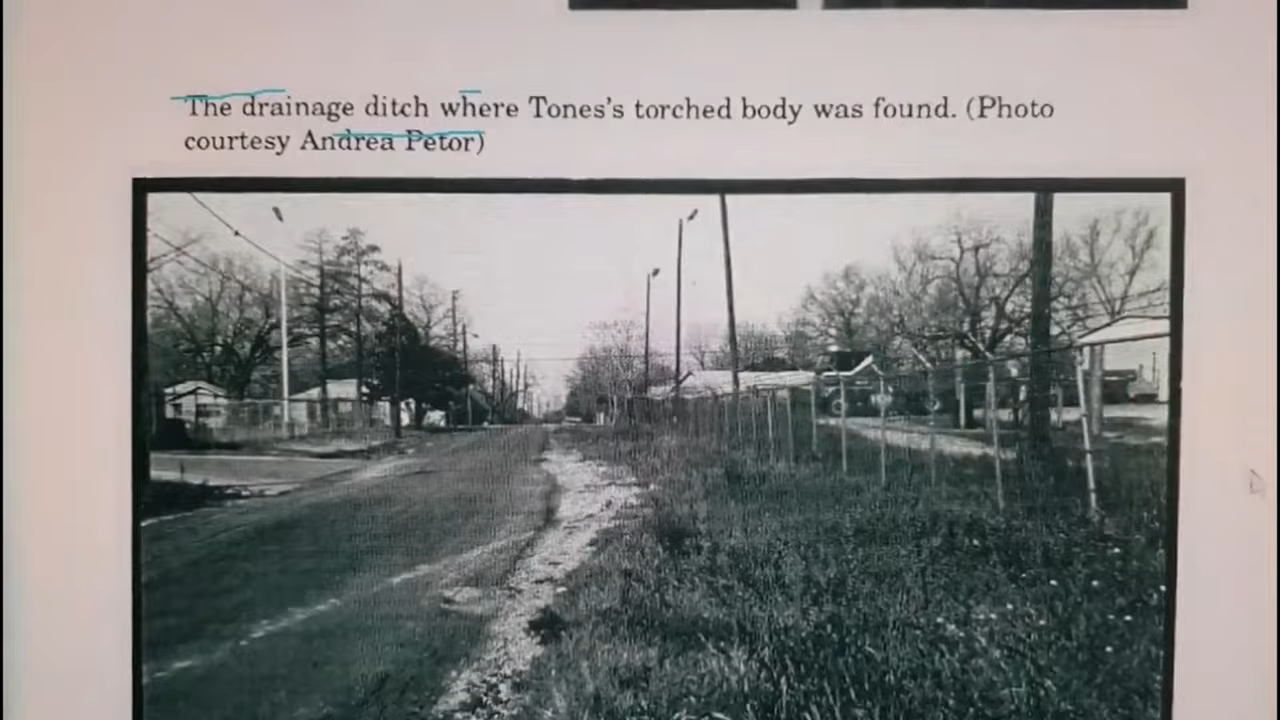 The drainage ditch where Tones's torched body was found. (Photo
courtesy Andrea Petor)